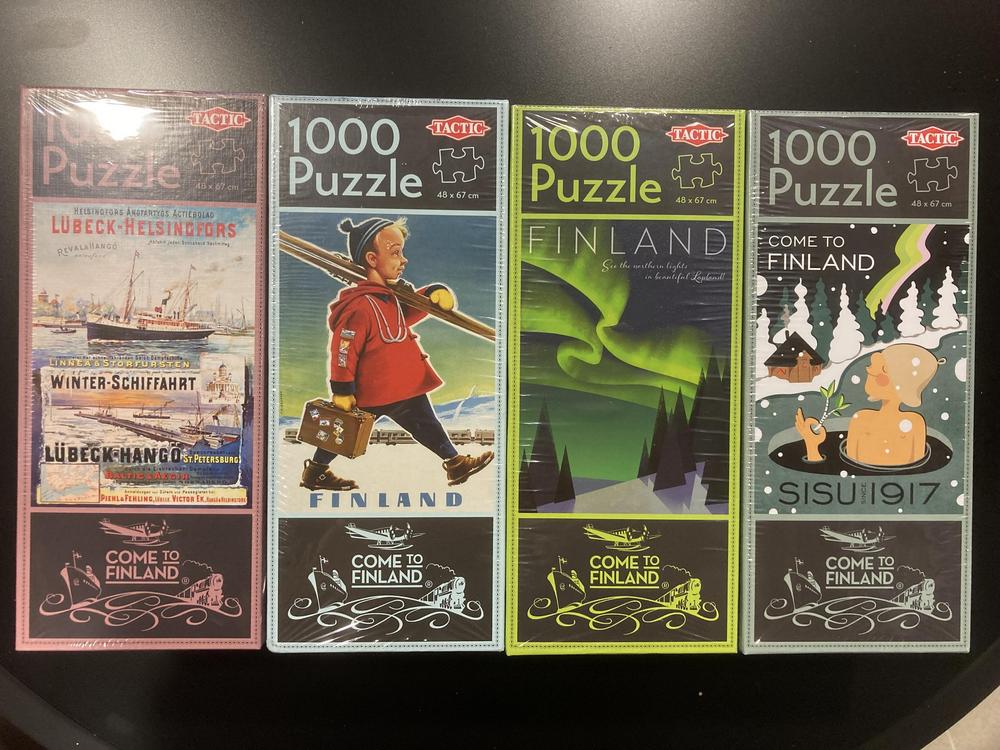 1000
Puzzle
TACTIC
48 x 67 cm
HELSINGFORS ÅNGFARTYGS ACTIEBOLAG
LÜBECK-HELSINGFORS
REVAL & HANGÖ
LINNEA & STORFURSTEN
WINTER-SCHIFFAHRT
LÜBECK-HANGÖ
ST. PETERSBURG
PIEHL & FEHLING, VICTOR EK,
COME TO
FINLAND®
1000
Puzzle
TACTIC
48 x 67 cm
FINLAND
COME TO
FINLAND®
1000
Puzzle
TACTIC
48 x 67 cm
FINLAND
See the northern lights
in beautiful Lapland!
COME TO
FINLAND®
1000
Puzzle
TACTIC
48 x 67 cm
COME TO
FINLAND
SISU SINCE 1917
COME TO
FINLAND®